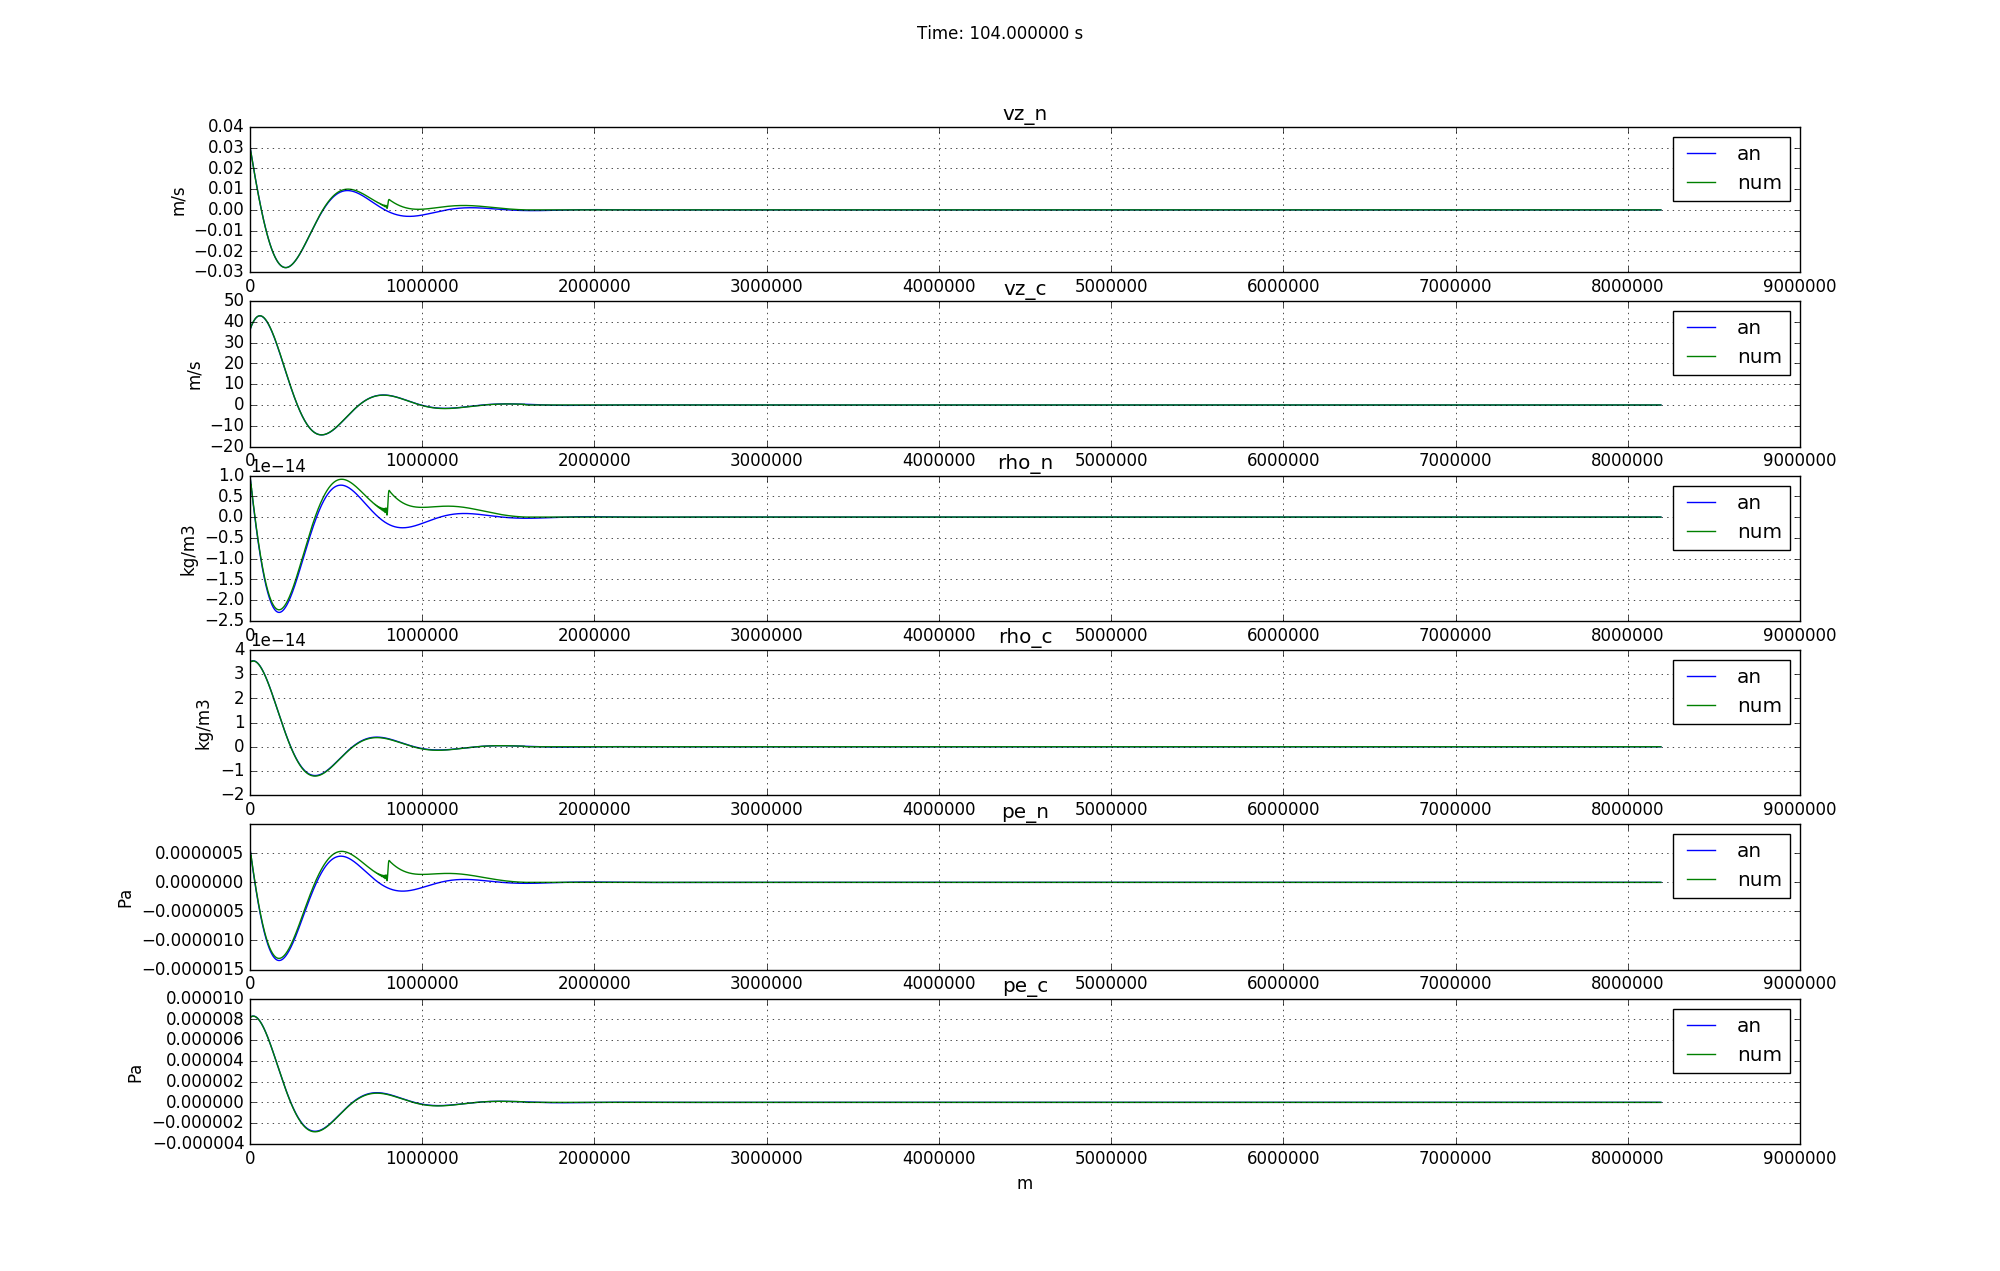 Time: 104.000000 s
vz_n
0.04
0.03
0.02
0.01
0.00
−0.01
−0.02
−0.03
m/s
an
num
0 1000000 2000000 3000000 4000000 5000000 6000000 7000000 8000000 9000000
vz_c
50
40
30
20
10
0
−10
−20
m/s
an
num
0 1000000 2000000 3000000 4000000 5000000 6000000 7000000 8000000 9000000
1e−14
rho_n
1.0
0.5
0.0
−0.5
−1.0
−1.5
−2.0
−2.5
kg/m3
an
num
0 1000000 2000000 3000000 4000000 5000000 6000000 7000000 8000000 9000000
1e−14
rho_c
4
3
2
1
0
−1
−2
kg/m3
an
num
0 1000000 2000000 3000000 4000000 5000000 6000000 7000000 8000000 9000000
pe_n
0.0000005
0.0000000
−0.0000005
−0.0000010
−0.0000015
Pa
an
num
0 1000000 2000000 3000000 4000000 5000000 6000000 7000000 8000000 9000000
pe_c
0.000010
0.000008
0.000006
0.000004
0.000002
0.000000
−0.000002
−0.000004
Pa
an
num
0 1000000 2000000 3000000 4000000 5000000 6000000 7000000 8000000 9000000
m